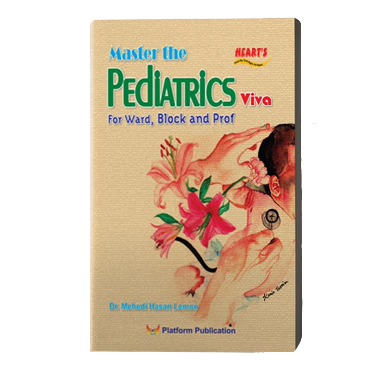 Master the
HEART'S
PEDIATRICS Viva
For Ward, Block and Prof
Dr. Mehedi Hasan Lemon
Platform Publication